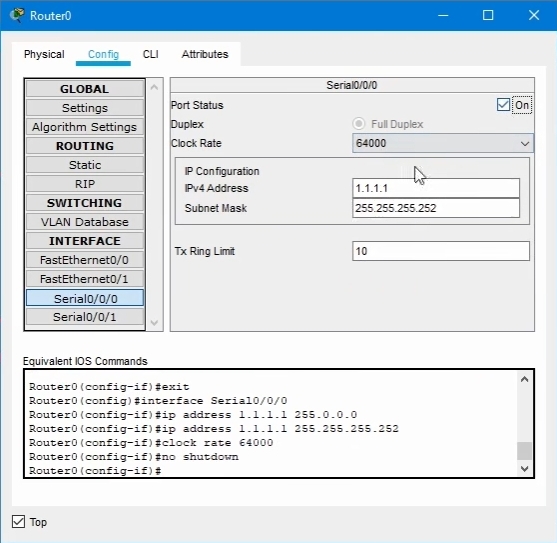 Router0
Physical Config CLI Attributes
GLOBAL
Settings
Algorithm Settings
ROUTING
Static
RIP
SWITCHING
VLAN Database
INTERFACE
FastEthernet0/0
FastEthernet0/1
Serial0/0/0
Serial0/0/1
Serial0/0/0
Port Status On
Duplex Full Duplex
Clock Rate 64000
IP Configuration
IPv4 Address 1.1.1.1
Subnet Mask 255.255.255.252
Tx Ring Limit 10
Equivalent IOS Commands
Router0(config-if)#exit
Router0(config)#interface Serial0/0/0
Router0(config-if)#ip address 1.1.1.1 255.0.0.0
Router0(config-if)#ip address 1.1.1.1 255.255.255.252
Router0(config-if)#clock rate 64000
Router0(config-if)#no shutdown
Router0(config-if)#
Top